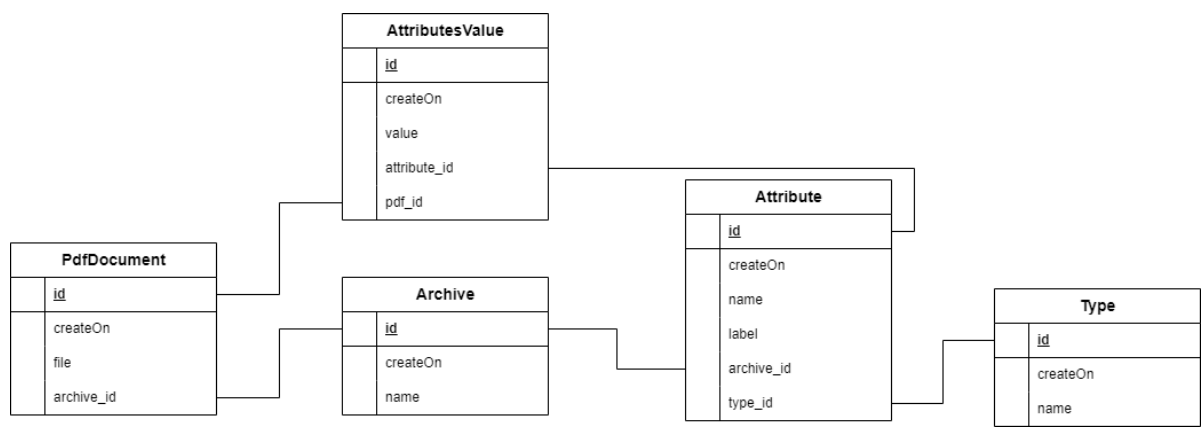 AttributesValue
id
createOn
value
attribute_id
pdf_id
PdfDocument
id
createOn
file
archive_id
Archive
id
createOn
name
Attribute
id
createOn
name
label
archive_id
type_id
Type
id
createOn
name